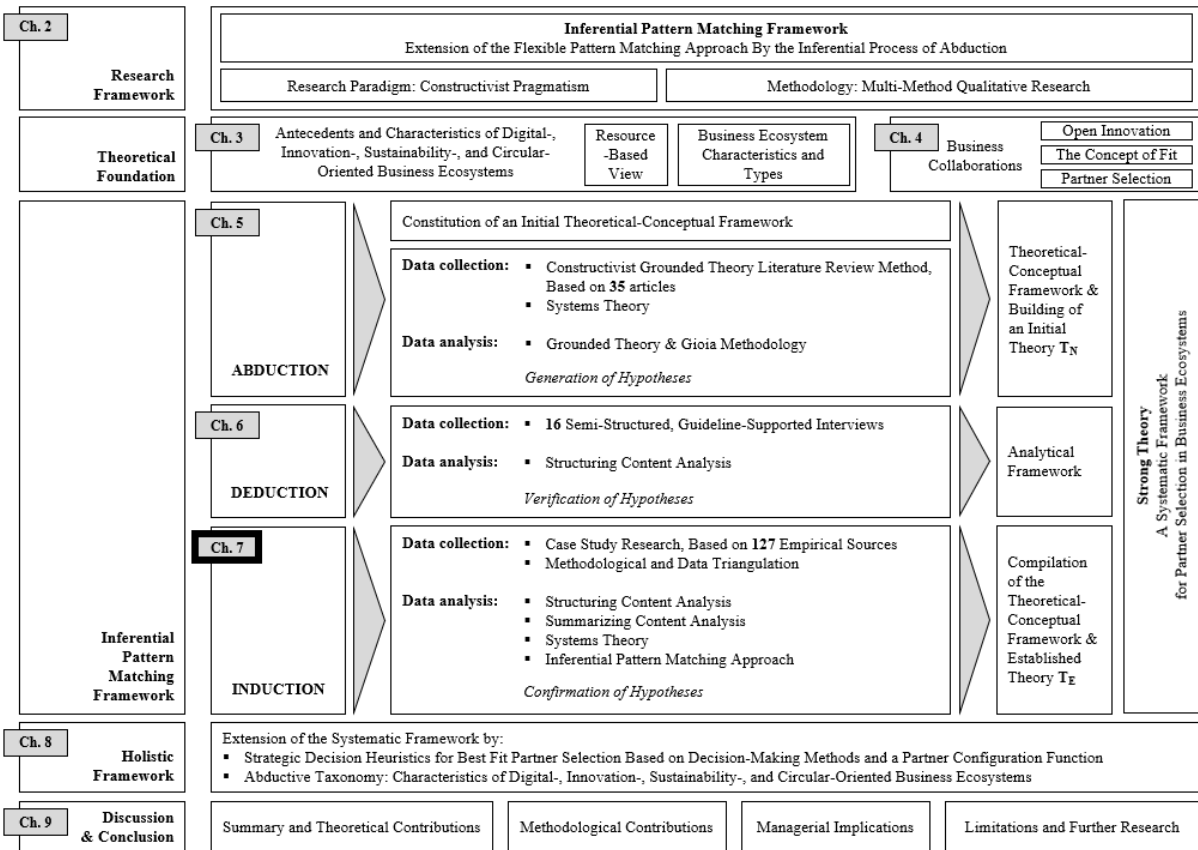 Ch. 2
Research
Framework
Inferential Pattern Matching Framework
Extension of the Flexible Pattern Matching Approach By the Inferential Process of Abduction
Research Paradigm: Constructivist Pragmatism
Methodology: Multi-Method Qualitative Research
Theoretical
Foundation
Ch. 3
Antecedents and Characteristics of Digital-,
Innovation-, Sustainability-, and Circular-
Oriented Business Ecosystems
Resource
-Based
View
Business Ecosystem
Characteristics and
Types
Ch. 4
Business
Collaborations
Open Innovation
The Concept of Fit
Partner Selection
Inferential
Pattern
Matching
Framework
Ch. 5
ABDUCTION
Constitution of an Initial Theoretical-Conceptual Framework
Data collection: ▪ Constructivist Grounded Theory Literature Review Method,
Based on 35 articles
▪ Systems Theory
Data analysis: ▪ Grounded Theory & Gioia Methodology
Generation of Hypotheses
Theoretical-
Conceptual
Framework &
Building of
an Initial
Theory TN
Ch. 6
DEDUCTION
Data collection: ▪ 16 Semi-Structured, Guideline-Supported Interviews
Data analysis: ▪ Structuring Content Analysis
Verification of Hypotheses
Analytical
Framework
Ch. 7
INDUCTION
Data collection: ▪ Case Study Research, Based on 127 Empirical Sources
▪ Methodological and Data Triangulation
Data analysis: ▪ Structuring Content Analysis
▪ Summarizing Content Analysis
▪ Systems Theory
▪ Inferential Pattern Matching Approach
Confirmation of Hypotheses
Compilation
of the
Theoretical-
Conceptual
Framework &
Established
Theory TE
Strong Theory
A Systematic Framework
for Partner Selection in Business Ecosystems
Ch. 8
Holistic
Framework
Extension of the Systematic Framework by:
▪ Strategic Decision Heuristics for Best Fit Partner Selection Based on Decision-Making Methods and a Partner Configuration Function
▪ Abductive Taxonomy: Characteristics of Digital-, Innovation-, Sustainability-, and Circular-Oriented Business Ecosystems
Ch. 9
Discussion
& Conclusion
Summary and Theoretical Contributions
Methodological Contributions
Managerial Implications
Limitations and Further Research